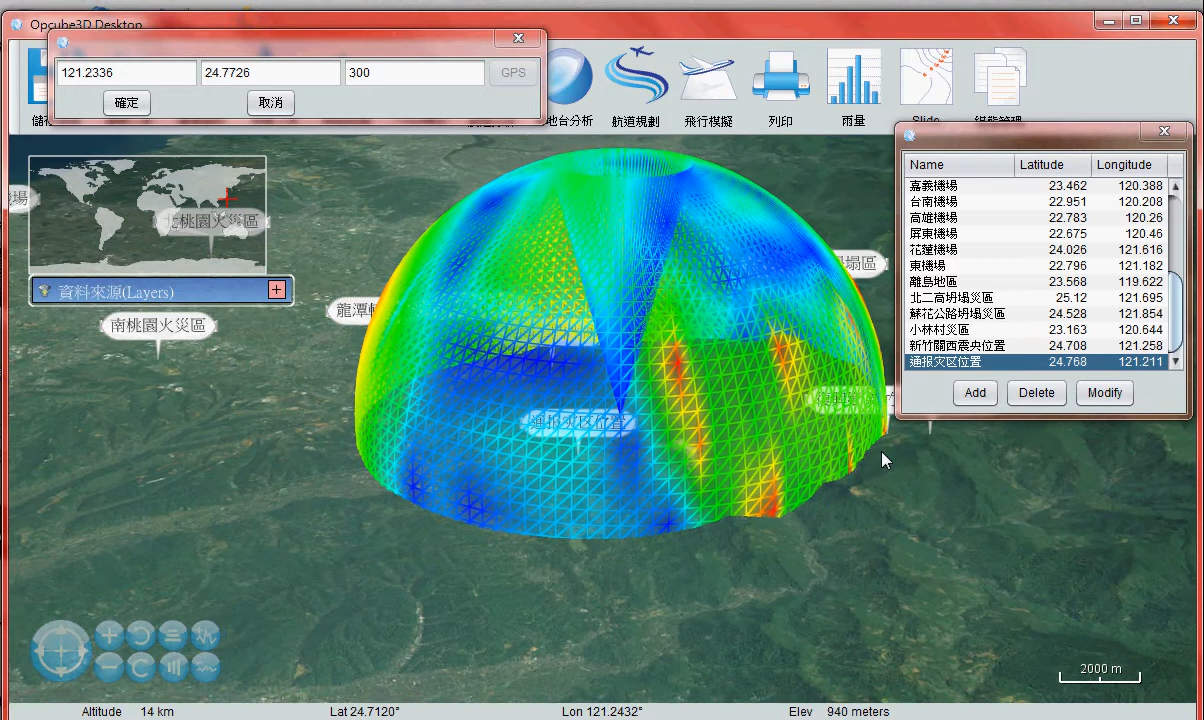 Opcube3D Desktop
121.2336
24.7726
300
GPS
確定
取消
地台分析
航道規劃
飛行模擬
列印
雨量
Slide
Name Latitude Longitude
嘉義機場 23.462 120.388
台南機場 22.951 120.208
高雄機場 22.783 120.26
屏東機場 22.675 120.46
花蓮機場 24.026 121.616
東機場 22.796 121.182
離島地區 23.568 119.622
北二高坍塌災區 25.12 121.695
蘇花公路坍塌災區 24.528 121.854
小林村災區 23.163 120.644
新竹關西震央位置 24.708 121.258
通报灾区位置 24.768 121.211
Add Delete Modify
北桃園火災區
資料來源(Layers)
南桃園火災區
龍潭
通报灾区位置
2000 m
Altitude 14 km Lat 24.7120° Lon 121.2432° Elev 940 meters